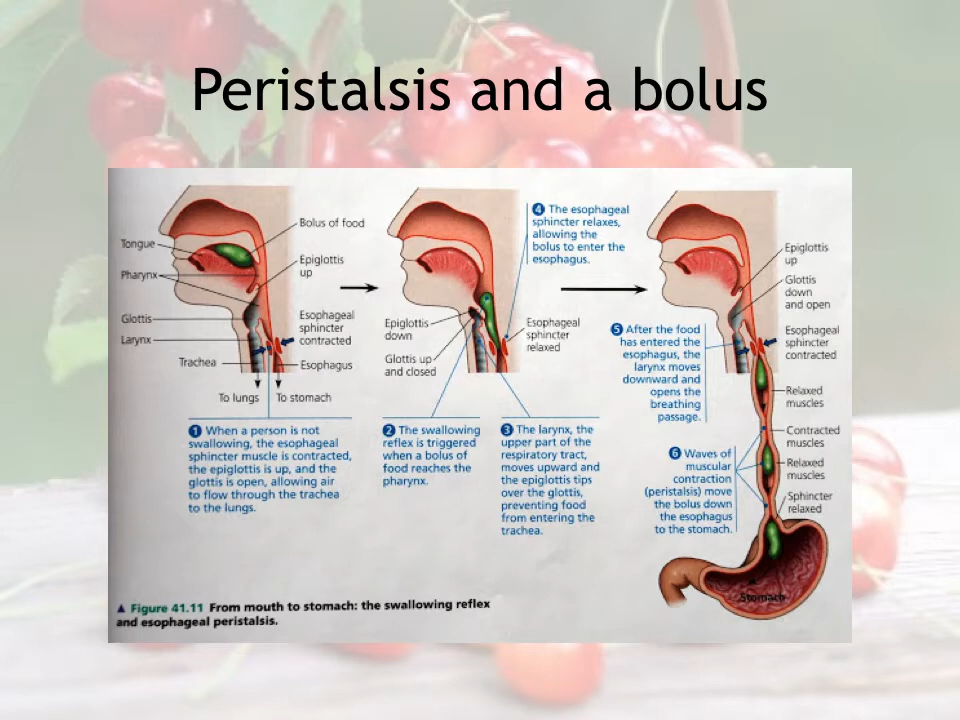 Peristalsis and a bolus
Tongue
Pharynx
Glottis
Larynx
Trachea
To lungs
To stomach
Bolus of food
Epiglottis
up
Esophageal
sphincter
contracted
Esophagus
1 When a person is not
swallowing, the esophageal
sphincter muscle is contracted,
the epiglottis is up, and the
glottis is open, allowing air
to flow through the trachea
to the lungs.
Epiglottis
down
Glottis up
and closed
Esophageal
sphincter
relaxed
2 The swallowing
reflex is triggered
when a bolus of
food reaches the
pharynx.
3 The larynx, the
upper part of the
respiratory tract,
moves upward and
the epiglottis tips
over the glottis,
preventing food
from entering the
trachea.
4 The esophageal
sphincter relaxes,
allowing the
bolus to enter the
esophagus.
5 After the food
has entered the
esophagus, the
larynx moves
downward and
opens the
breathing
passage.
6 Waves of
muscular
contraction
(peristalsis) move
the bolus down
the esophagus
to the stomach.
Epiglottis
up
Glottis
down
and open
Esophageal
sphincter
contracted
Relaxed
muscles
Contracted
muscles
Relaxed
muscles
Sphincter
relaxed
Stomach
▲ Figure 41.11 From mouth to stomach: the swallowing reflex
and esophageal peristalsis.